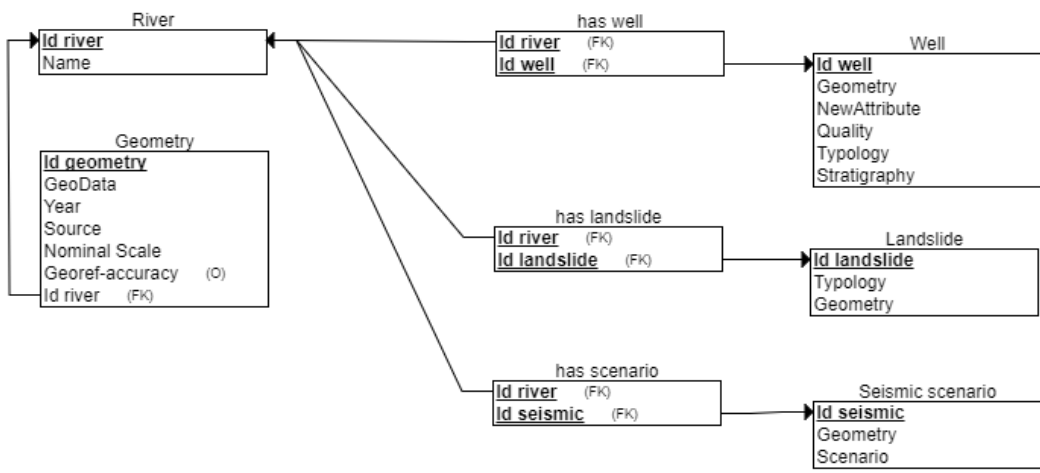 River
Id river
Name
Geometry
Id geometry
GeoData
Year
Source
Nominal Scale
Georef-accuracy (O)
Id river (FK)
has well
Id river (FK)
Id well (FK)
Well
Id well
Geometry
NewAttribute
Quality
Typology
Stratigraphy
has landslide
Id river (FK)
Id landslide (FK)
Landslide
Id landslide
Typology
Geometry
has scenario
Id river (FK)
Id seismic (FK)
Seismic scenario
Id seismic
Geometry
Scenario